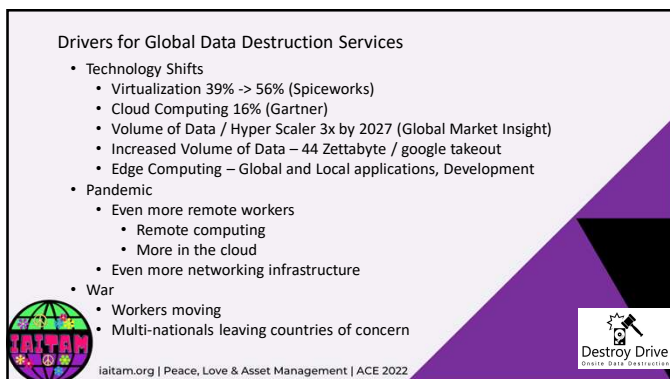 Drivers for Global Data Destruction Services
• Technology Shifts
• Virtualization 39% -> 56% (Spiceworks)
• Cloud Computing 16% (Gartner)
• Volume of Data / Hyper Scaler 3x by 2027 (Global Market Insight)
• Increased Volume of Data – 44 Zettabyte / google takeout
• Edge Computing – Global and Local applications, Development
• Pandemic
• Even more remote workers
• Remote computing
• More in the cloud
• Even more networking infrastructure
• War
• Workers moving
• Multi-nationals leaving countries of concern
IAITAM
iaitam.org | Peace, Love & Asset Management | ACE 2022
Destroy Drive
Onsite Data Destruction